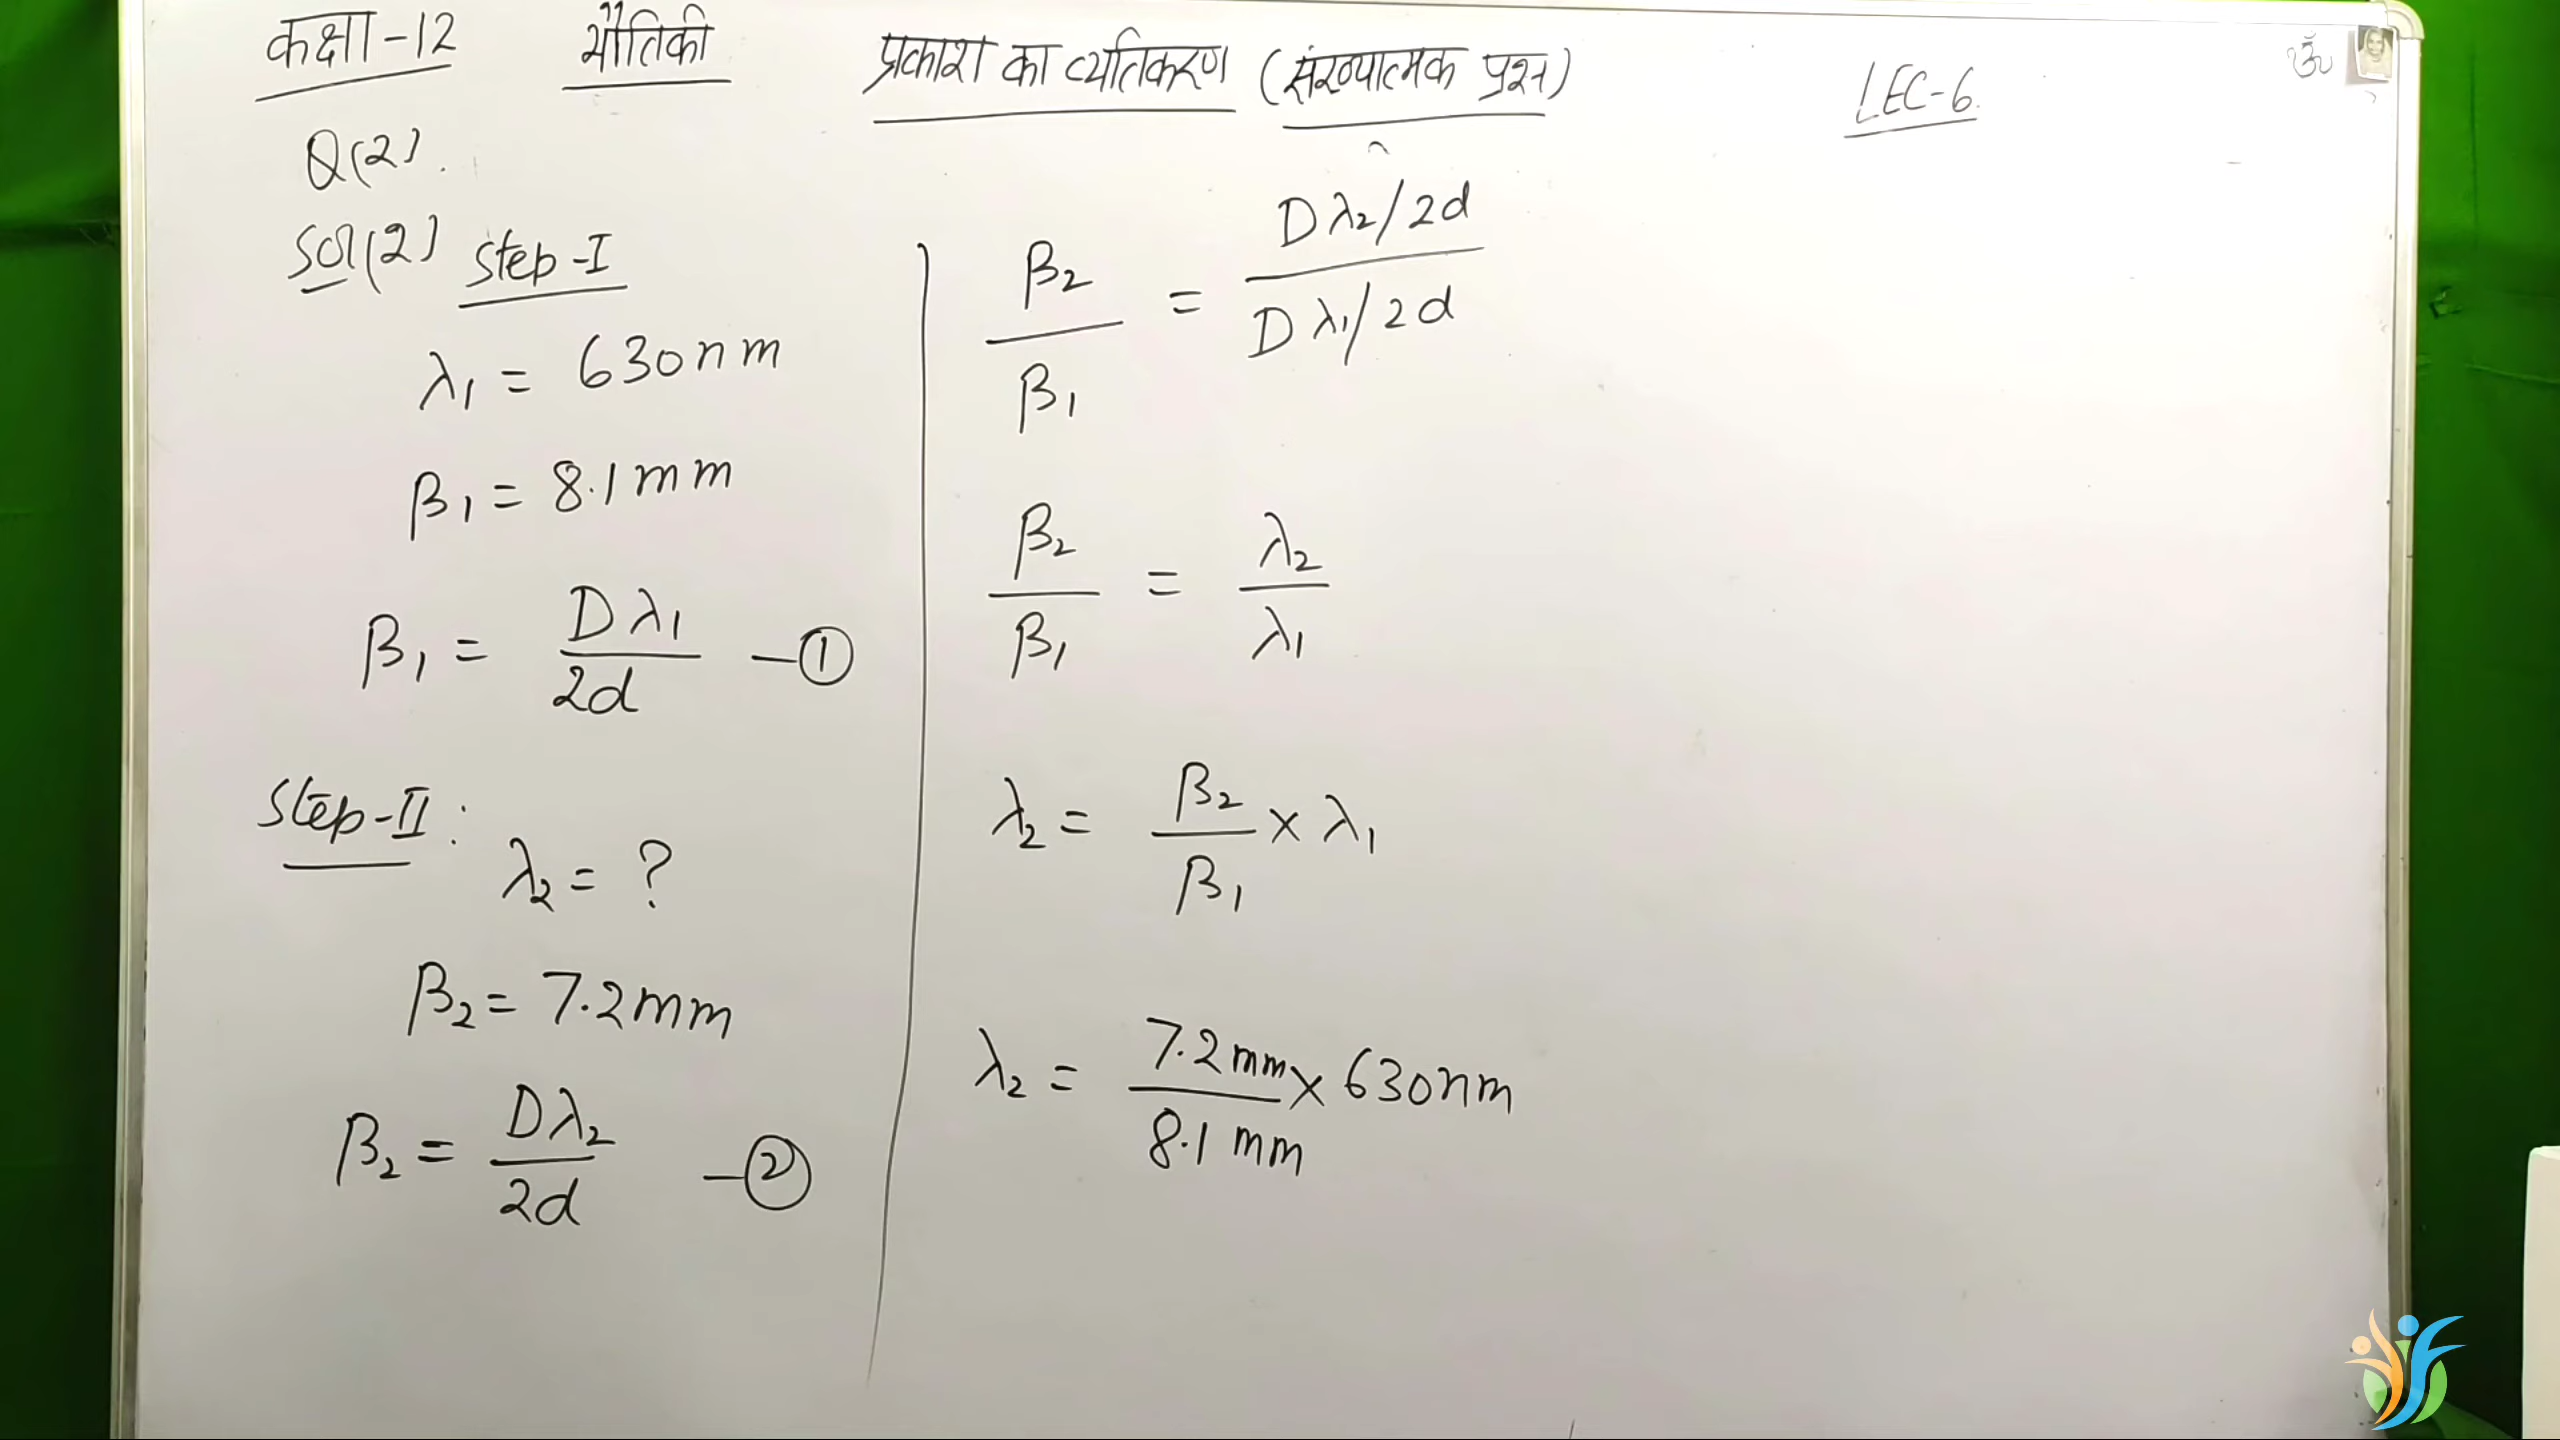 कक्षा -12 भौतिकी प्रकाश का व्यतिकरण (संख्यात्मक प्रश्न) LEC-6.
ॐ
Q(2).
Sol(2) Step-I
λ₁ = 630nm
β₁ = 8.1mm
β₁ = Dλ₁/2d —①
Step-II:
λ₂ = ?
β₂ = 7.2mm
β₂ = Dλ₂/2d —②
β₂/β₁ = (Dλ₂/2d)/(Dλ₁/2d)
β₂/β₁ = λ₂/λ₁
λ₂ = β₂/β₁ × λ₁
λ₂ = 7.2mm/8.1mm × 630nm